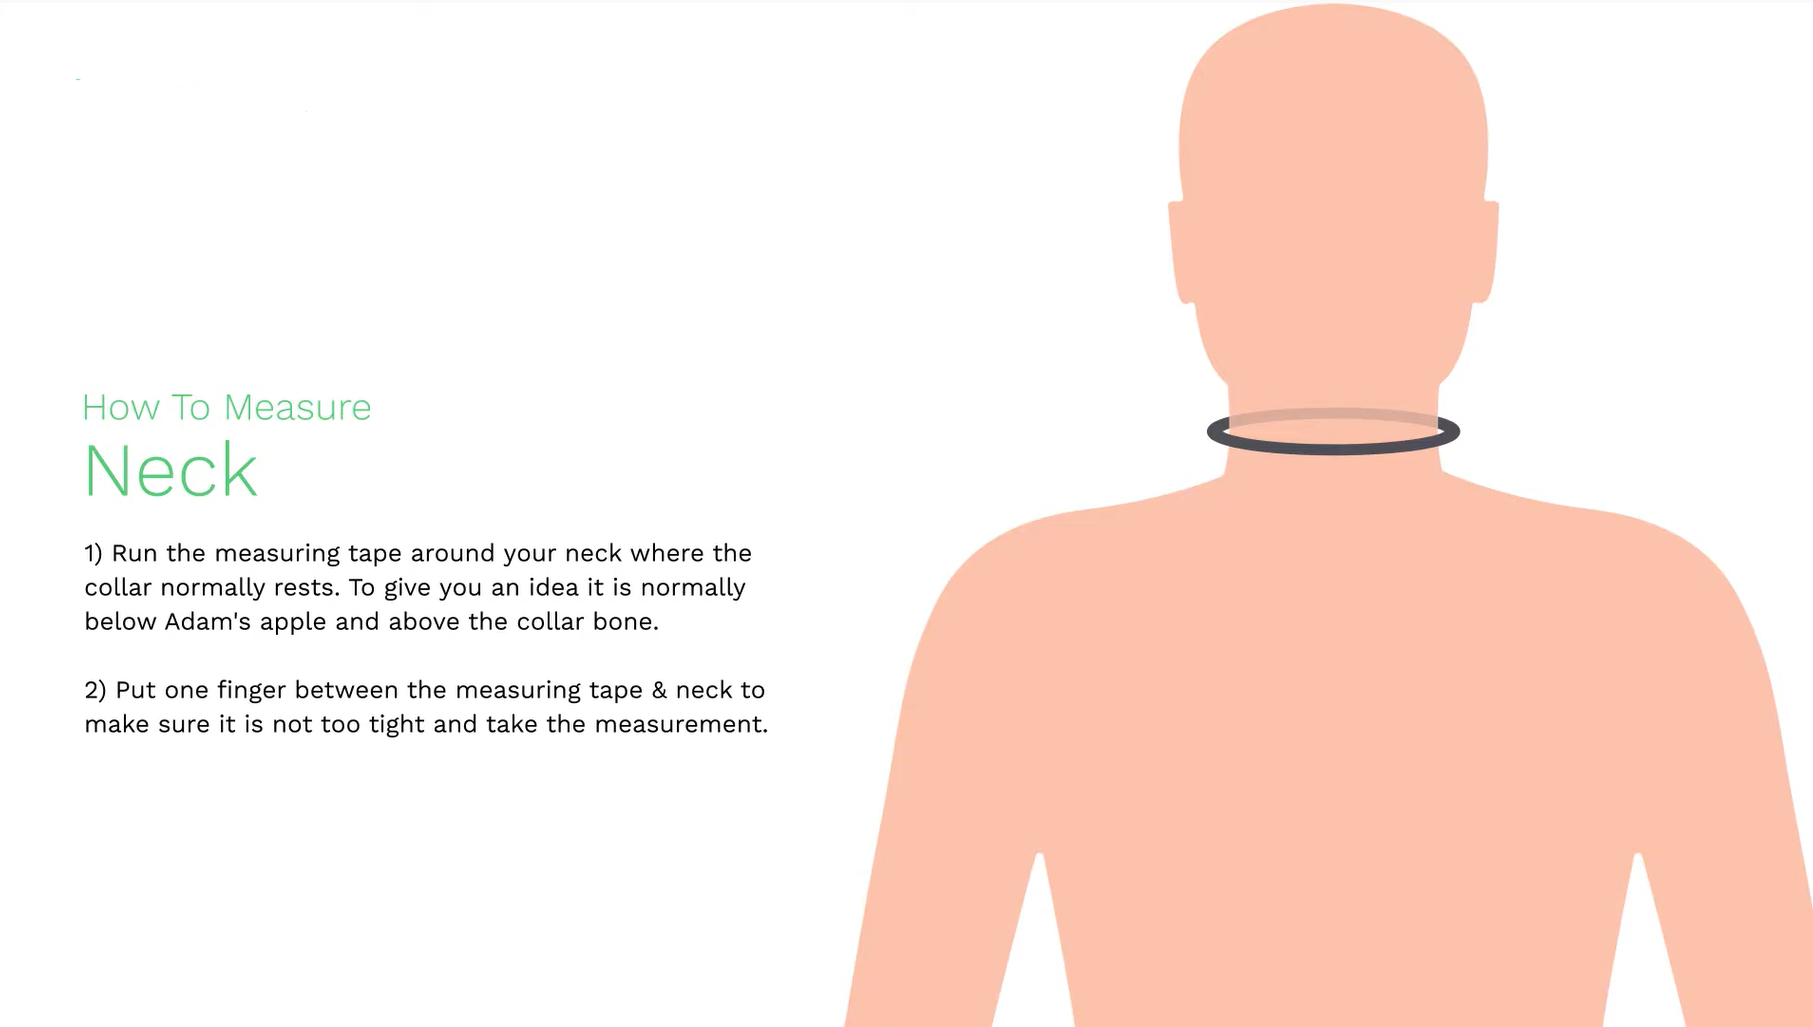 How To Measure
Neck
1) Run the measuring tape around your neck where the
collar normally rests. To give you an idea it is normally
below Adam's apple and above the collar bone.
2) Put one finger between the measuring tape & neck to
make sure it is not too tight and take the measurement.